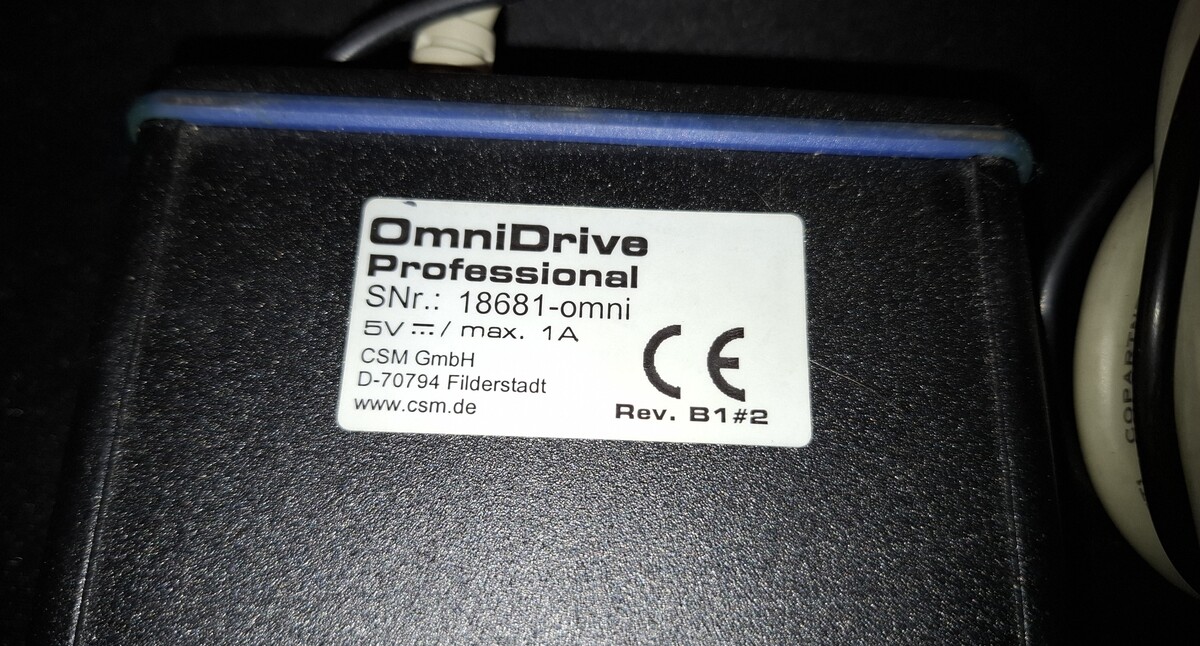 OmniDrive
Professional
SNr.: 18681-omni
5V ⎓ / max. 1A
CSM GmbH
D-70794 Filderstadt
www.csm.de
CE
Rev. B1#2
COPARTN